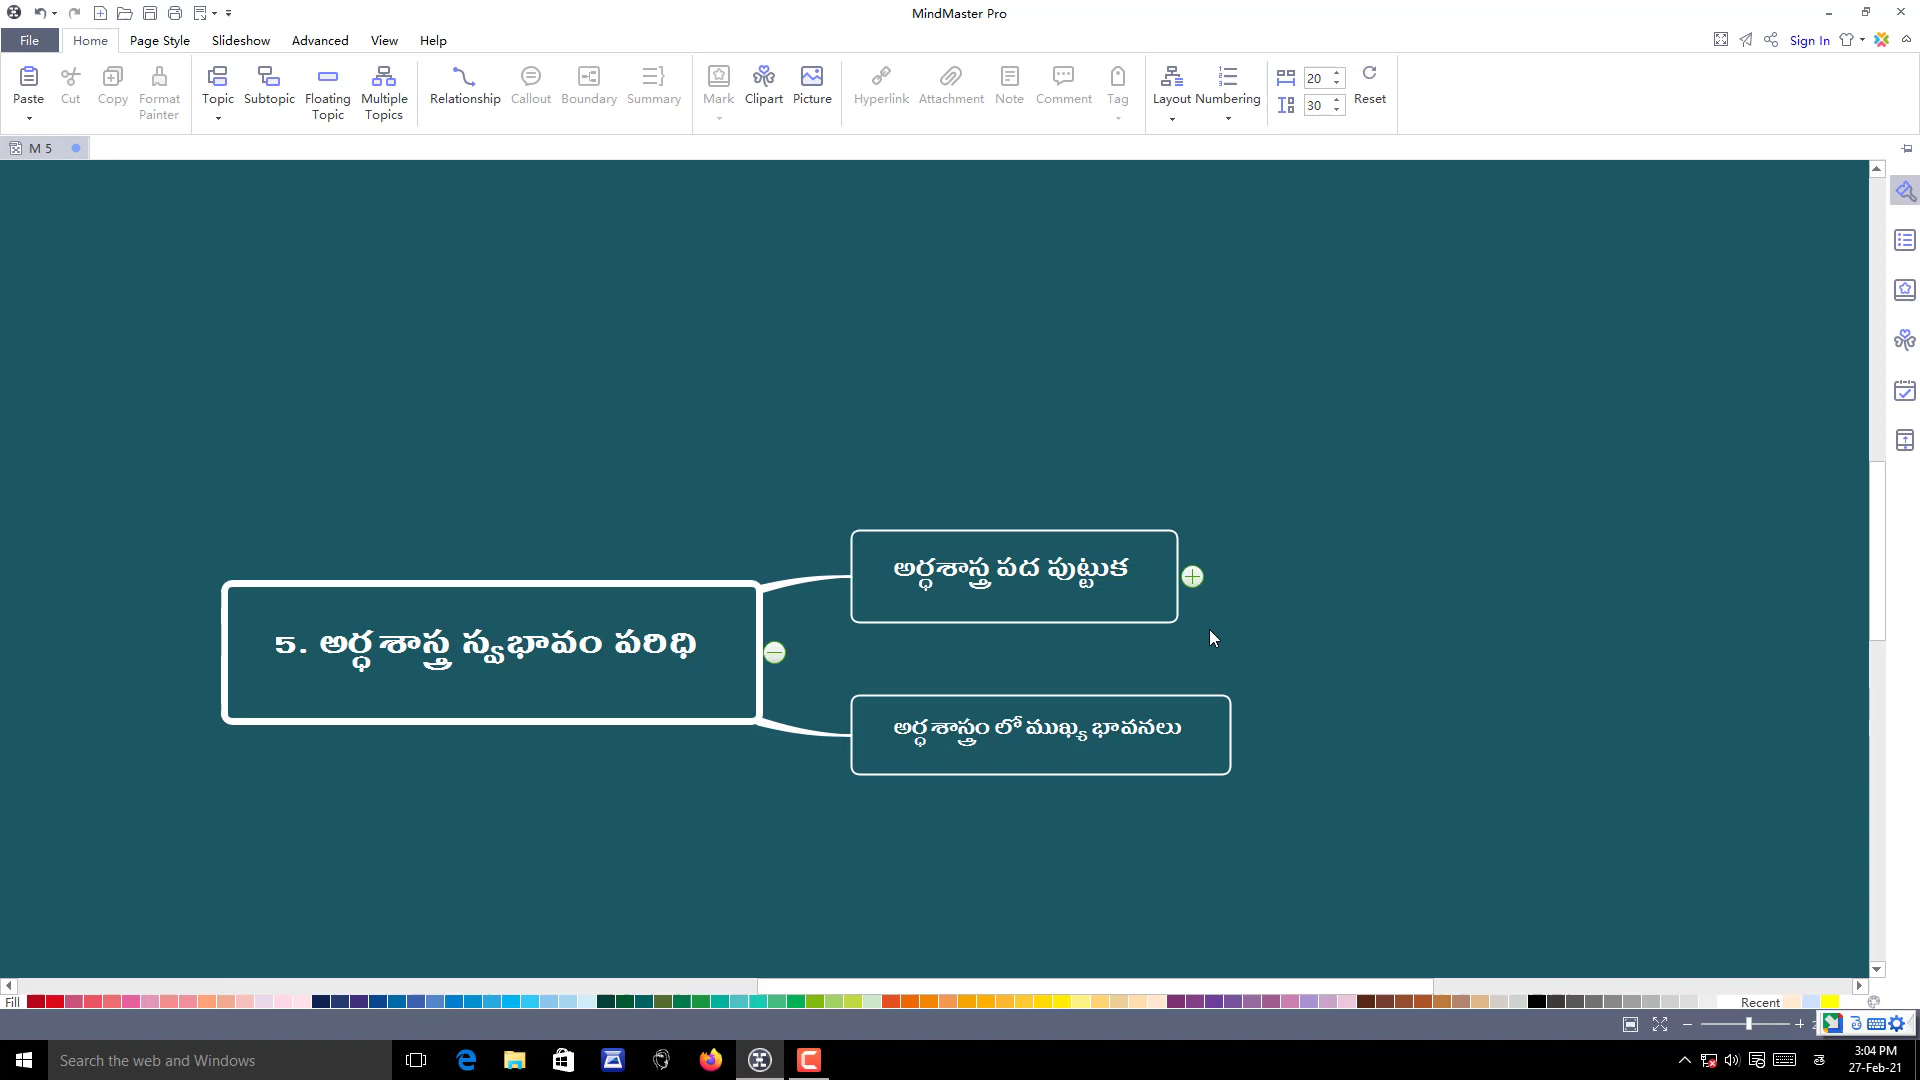 MindMaster Pro
File
Home
Page Style
Slideshow
Advanced
View
Help
Sign In
Paste
Cut
Copy
Format Painter
Topic
Subtopic
Floating Topic
Multiple Topics
Relationship
Callout
Boundary
Summary
Mark
Clipart
Picture
Hyperlink
Attachment
Note
Comment
Tag
Layout
Numbering
20
30
Reset
M 5
అర్ధశాస్త్ర పద పుట్టుక
5. అర్ధశాస్త్ర స్వభావం పరిధి
అర్ధశాస్త్రం లో ముఖ్య భావనలు
Fill
Recent
Search the web and Windows
3:04 PM
27-Feb-21